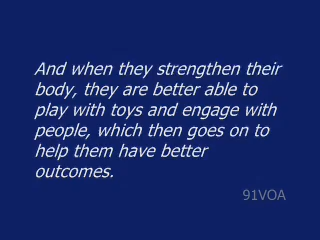 And when they strengthen their
body, they are better able to
play with toys and engage with
people, which then goes on to
help them have better
outcomes.
91VOA